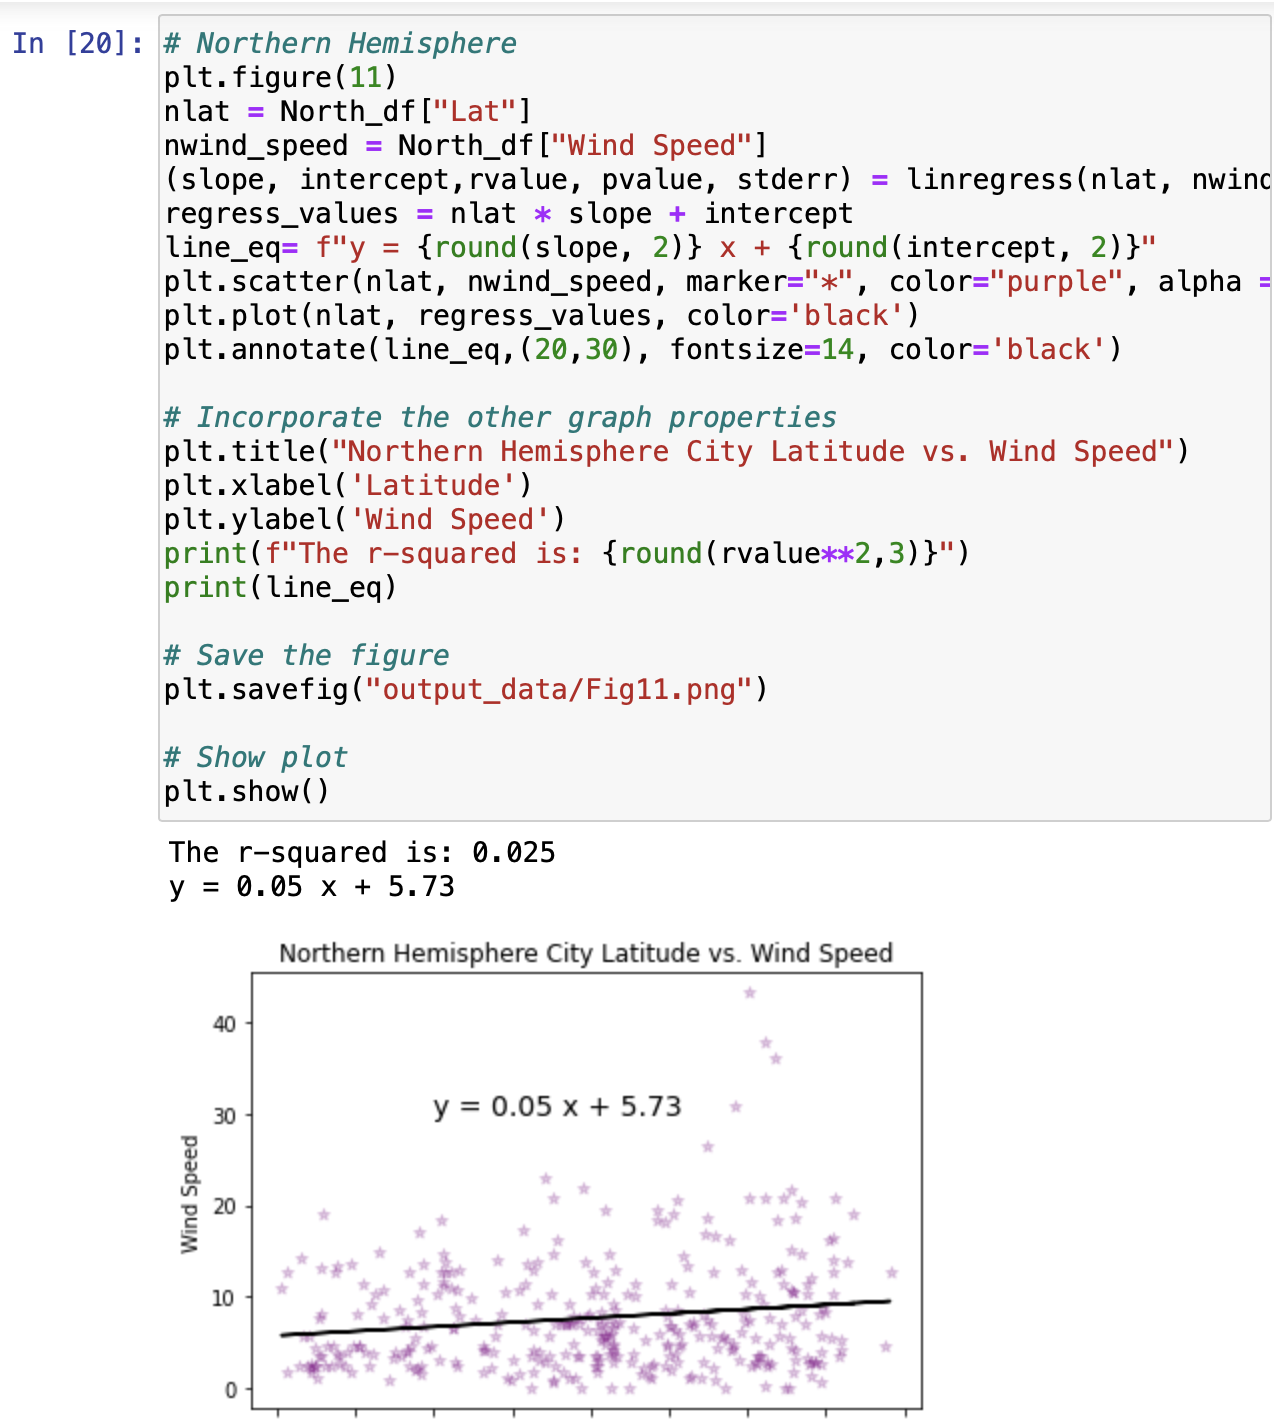 In [20]: # Northern Hemisphere
plt.figure(11)
nlat = North_df["Lat"]
nwind_speed = North_df["Wind Speed"]
(slope, intercept,rvalue, pvalue, stderr) = linregress(nlat, nwind
regress_values = nlat * slope + intercept
line_eq= f"y = {round(slope, 2)} x + {round(intercept, 2)}"
plt.scatter(nlat, nwind_speed, marker="*", color="purple", alpha =
plt.plot(nlat, regress_values, color='black')
plt.annotate(line_eq,(20,30), fontsize=14, color='black')
# Incorporate the other graph properties
plt.title("Northern Hemisphere City Latitude vs. Wind Speed")
plt.xlabel('Latitude')
plt.ylabel('Wind Speed')
print(f"The r-squared is: {round(rvalue**2,3)}")
print(line_eq)
# Save the figure
plt.savefig("output_data/Fig11.png")
# Show plot
plt.show()
The r-squared is: 0.025
y = 0.05 x + 5.73
Northern Hemisphere City Latitude vs. Wind Speed
40
30
20
10
0
Wind Speed
y = 0.05 x + 5.73